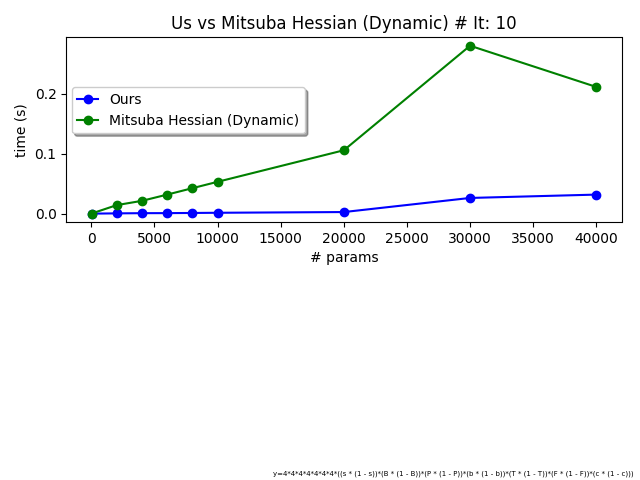 Us vs Mitsuba Hessian (Dynamic) # It: 10
time (s)
0.2
0.1
0.0
Ours
Mitsuba Hessian (Dynamic)
0 5000 10000 15000 20000 25000 30000 35000 40000
# params
y=4*4*4*4*4*4*4*((s * (1 - s))*(B * (1 - B))*(P * (1 - P))*(b * (1 - b))*(T * (1 - T))*(F * (1 - F))*(c * (1 - c)))